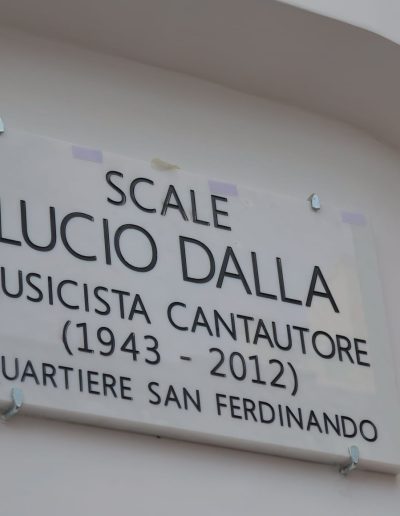 SCALE
LUCIO DALLA
USICISTA CANTAUTORE
(1943 - 2012)
UARTIERE SAN FERDINANDO